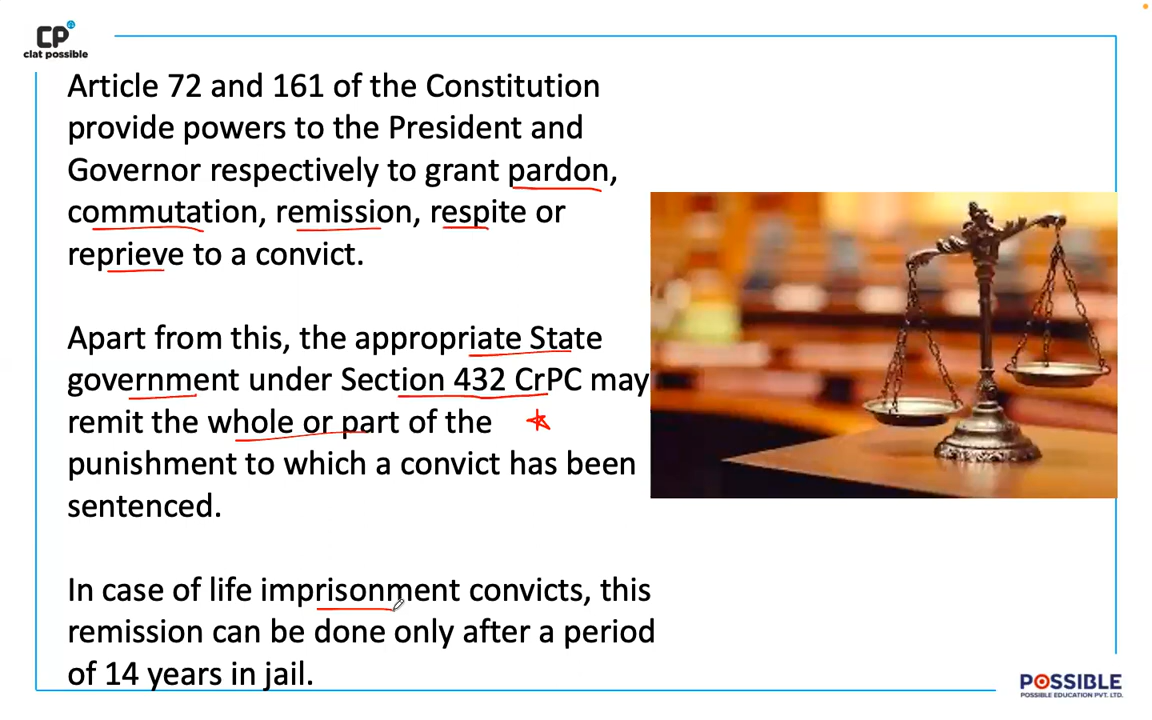 CP
clat possible
Article 72 and 161 of the Constitution
provide powers to the President and
Governor respectively to grant pardon,
commutation, remission, respite or
reprieve to a convict.
Apart from this, the appropriate State
government under Section 432 CrPC may
remit the whole or part of the
punishment to which a convict has been
sentenced.
In case of life imprisonment convicts, this
remission can be done only after a period
of 14 years in jail.
POSSIBLE
POSSIBLE EDUCATION PVT. LTD.